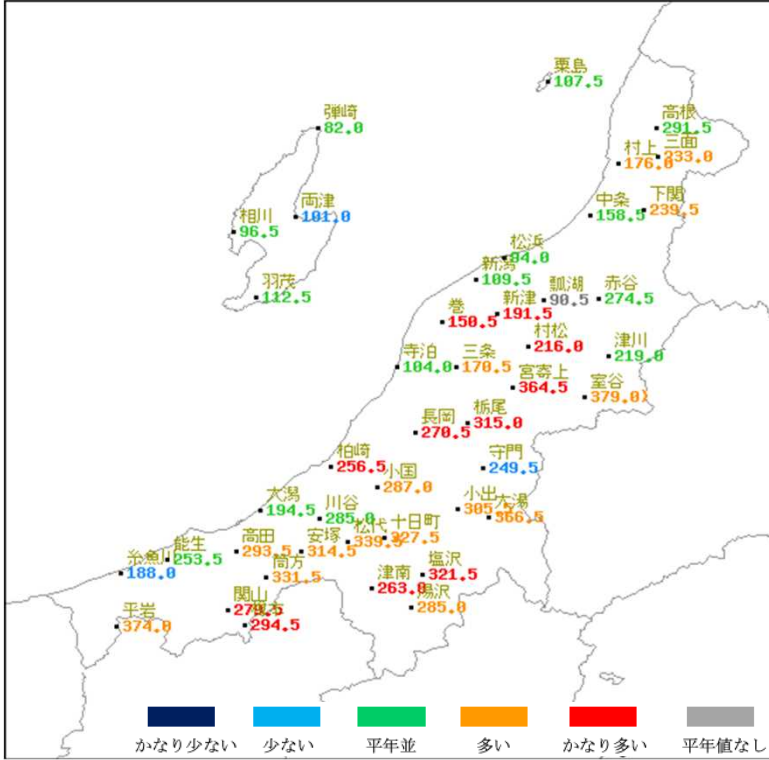 粟島
107.5
弾崎
82.0
高根
291.5
三面
233.0
村上
176.0
下関
239.5
両津
101.0
中条
158.5
相川
96.5
松浜
94.0
新潟
109.5
羽茂
112.5
瓢湖
90.5
赤谷
274.5
新津
191.5
巻
150.5
村松
216.0
津川
219.0
寺泊
104.0
三条
170.5
宮寄上
364.5
室谷
379.0)
栃尾
315.0
長岡
270.5
守門
249.5
柏崎
256.5
小国
287.0
大潟
194.5
川谷
285.0
小出
305.5
大湯
366.5
十日町
327.5
松代
339.5
安塚
314.5
高田
293.5
能生
253.5
糸魚川
188.0
筒方
331.5
塩沢
321.5
津南
263.0
湯沢
285.0
関山
294.5
平岩
374.0
かなり少ない 少ない 平年並 多い かなり多い 平年値なし